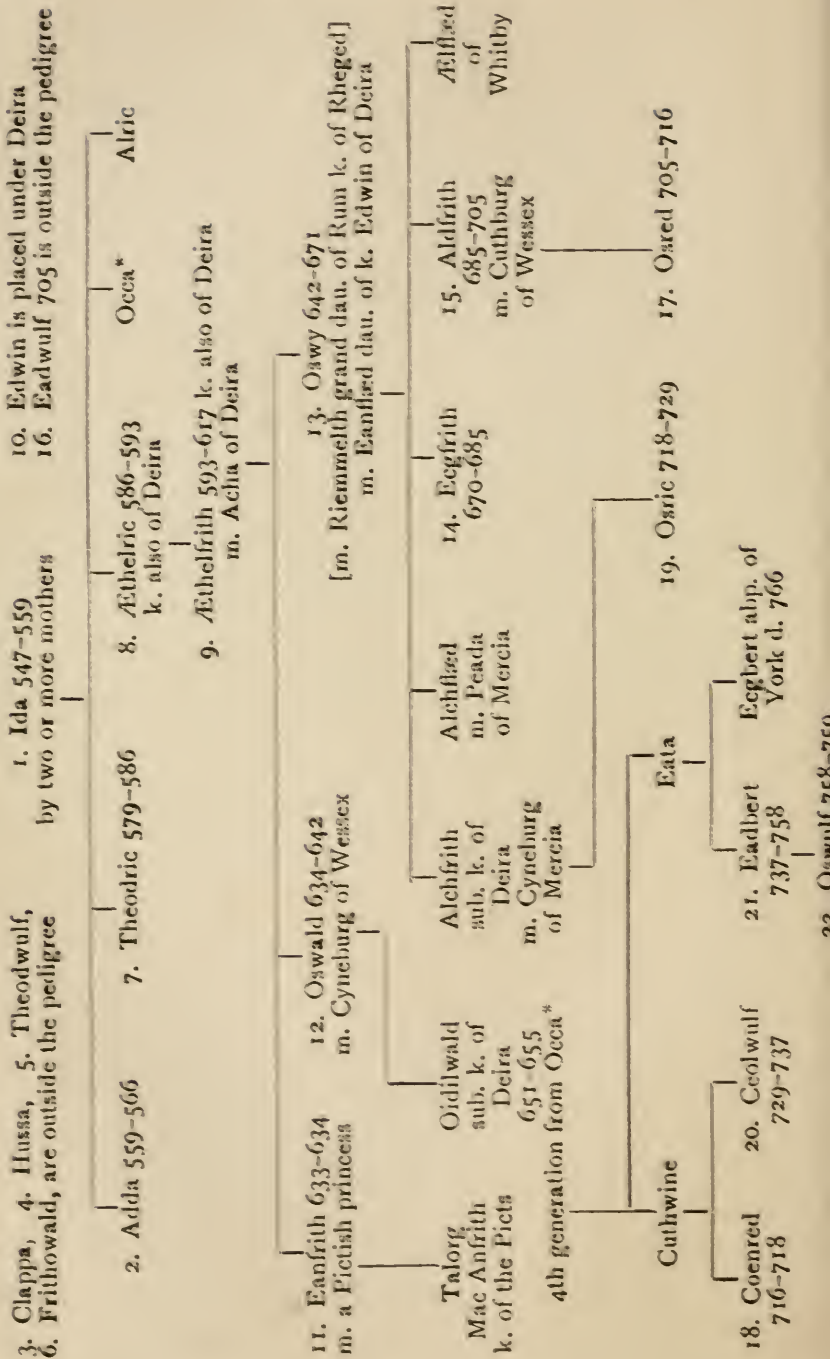 3. Clappa, 4. Hussa, 5. Theodwulf,
6. Frithowald, are outside the pedigree
1. Ida 547-559
by two or more mothers
10. Edwin is placed under Deira
16. Eadwulf 705 is outside the pedigree
2. Adda 559-566
7. Theodric 579-586
8. Æthelric 586-593
k. also of Deira
Occa*
Alric
9. Æthelfrith 593-617 k. also of Deira
m. Acha of Deira
11. Eanfrith 633-634
m. a Pictish princess
12. Oswald 634-642
m. Cyneburg of Wessex
13. Oswy 642-671
[m. Riemmelth grand dau. of Rum k. of Rheged]
m. Eanflæd dau. of k. Edwin of Deira
Talorg
Mac Anfrith
k. of the Picts
Oidilwald
sub. k. of
Deira
651-655
Alchfrith
sub. k. of
Deira
m. Cyneburg
of Mercia
Alchflæd
m. Peada
of Mercia
14. Ecgfrith
670-685
15. Aldfrith
685-705
m. Cuthburg
of Wessex
Ælflæd
of
Whitby
4th generation from Occa*
Cuthwine
Eata
19. Osric 718-729
17. Osred 705-716
18. Coenred
716-718
20. Ceolwulf
729-737
21. Eadbert
737-758
Ecgbert abp. of
York d. 766
22. Oswulf 758-759